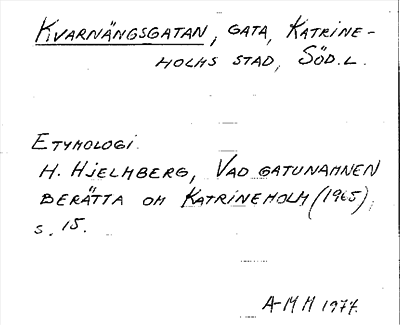 KVARNÄNGSGATAN, GATA, KATRINE-
HOLMS STAD, SÖD.L.
ETYMOLOGI.
H. HJELMBERG, VAD GATUNAMNEN
BERÄTTA OM KATRINEHOLM (1965),
s. 15.
A-M H 1977.